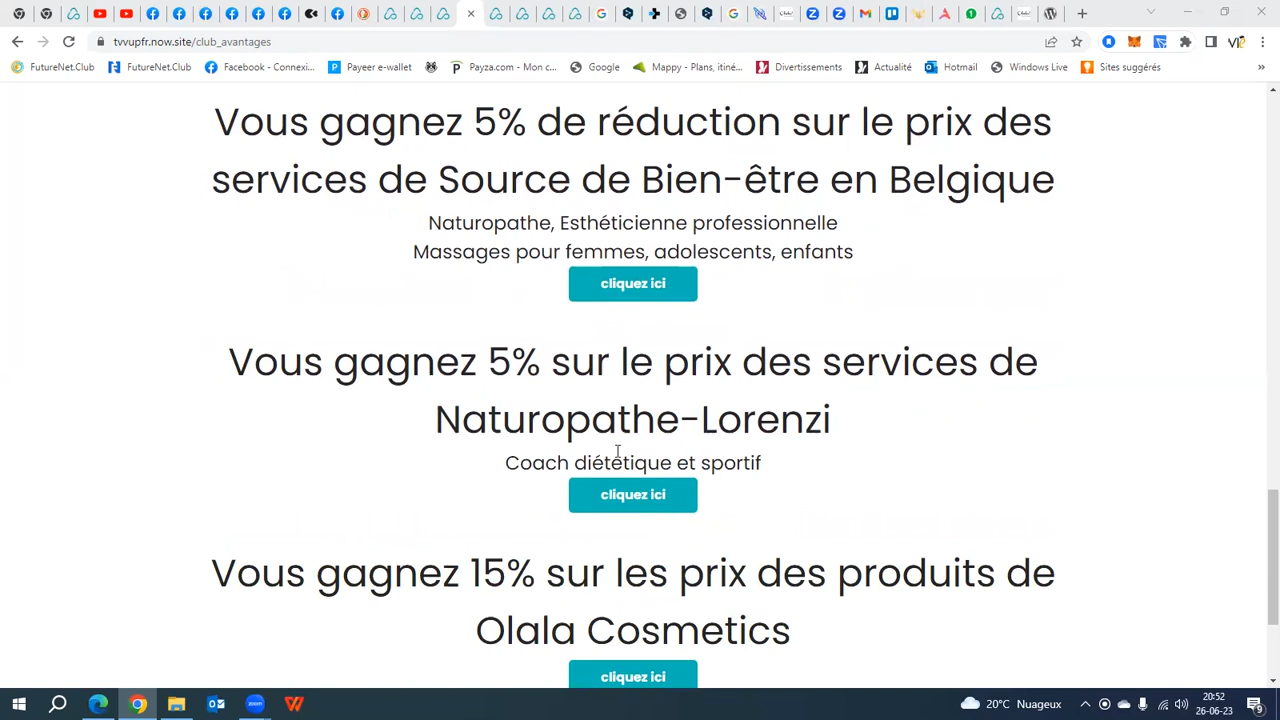 tvvupfr.now.site/club_avantages
FutureNet.Club
FutureNet.Club
Facebook - Connexi...
Payeer e-wallet
Payza.com - Mon c...
Google
Mappy - Plans, itiné...
Divertissements
Actualité
Hotmail
Windows Live
Sites suggérés
»
Vous gagnez 5% de réduction sur le prix des
services de Source de Bien-être en Belgique
Naturopathe, Esthéticienne professionnelle
Massages pour femmes, adolescents, enfants
cliquez ici
Vous gagnez 5% sur le prix des services de
Naturopathe-Lorenzi
Coach diététique et sportif
cliquez ici
Vous gagnez 15% sur les prix des produits de
Olala Cosmetics
cliquez ici
20°C Nuageux
20:52
26-06-23